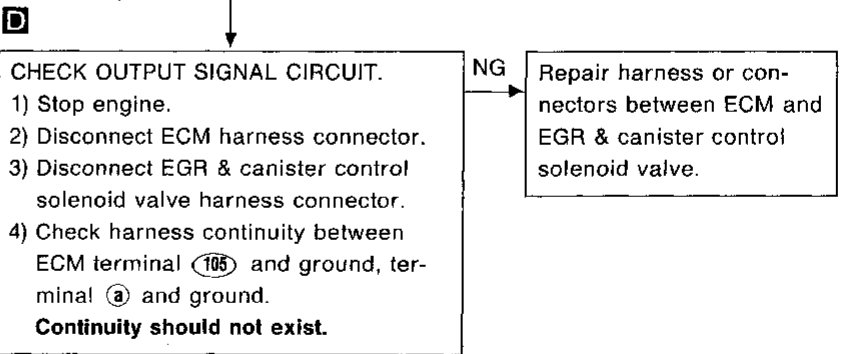 D
CHECK OUTPUT SIGNAL CIRCUIT.
1) Stop engine.
2) Disconnect ECM harness connector.
3) Disconnect EGR & canister control
solenoid valve harness connector.
4) Check harness continuity between
ECM terminal 105 and ground, ter-
minal a and ground.
Continuity should not exist.
NG
Repair harness or con-
nectors between ECM and
EGR & canister control
solenoid valve.